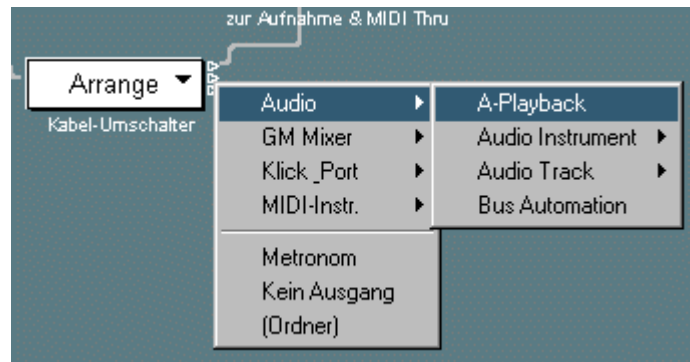 zur Aufnahme & MIDI Thru
Arrange
Kabel-Umschalter
Audio
GM Mixer
Klick _Port
MIDI-Instr.
Metronom
Kein Ausgang
(Ordner)
A-Playback
Audio Instrument
Audio Track
Bus Automation